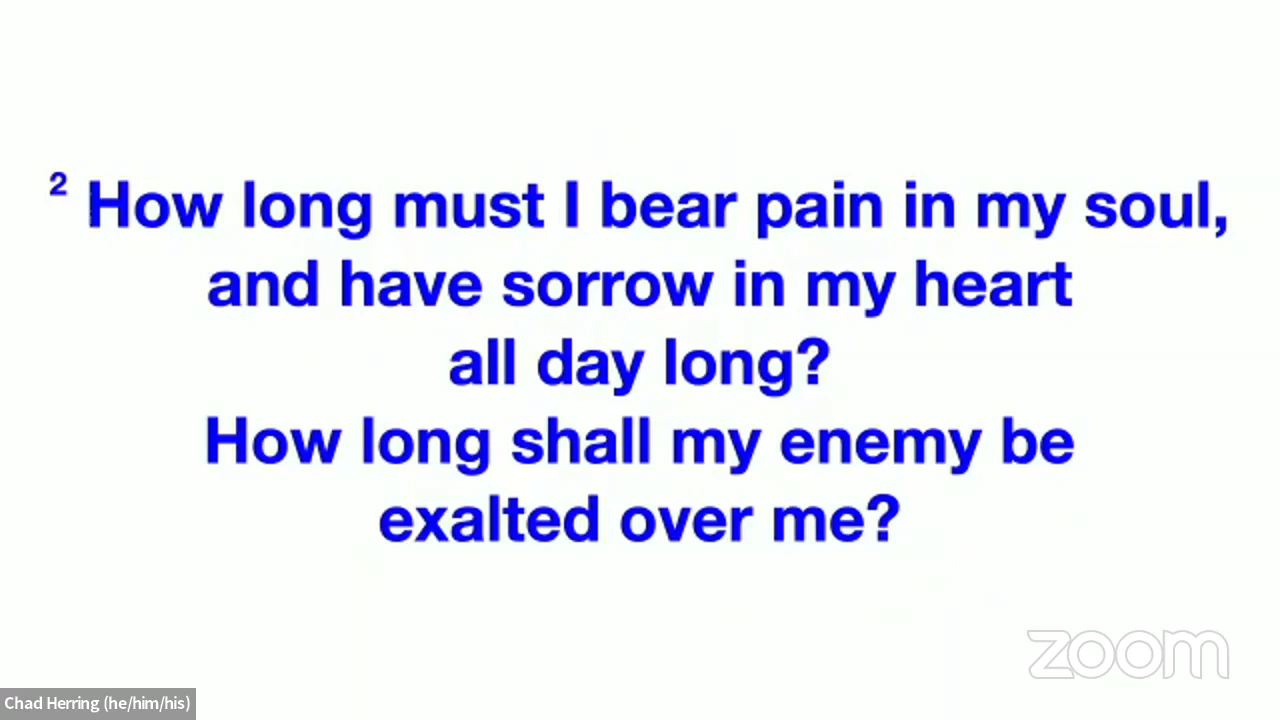 2 How long must I bear pain in my soul,
and have sorrow in my heart
all day long?
How long shall my enemy be
exalted over me?
zoom
Chad Herring (he/him/his)